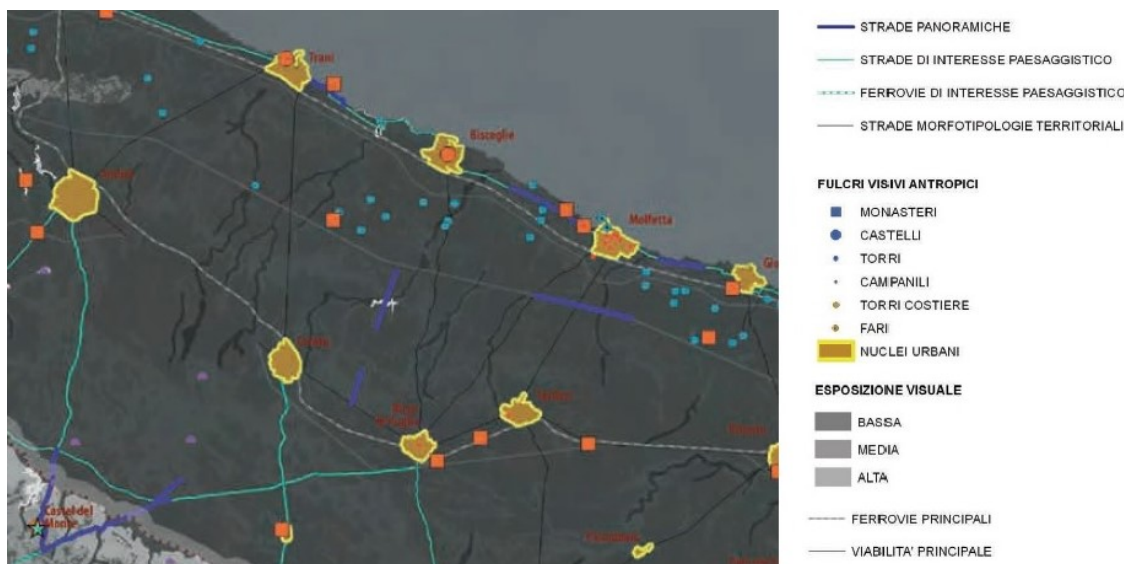 Trani
Bisceglie
Molfetta
Castel del
Monte
STRADE PANORAMICHE
STRADE DI INTERESSE PAESAGGISTICO
FERROVIE DI INTERESSE PAESAGGISTICO
STRADE MORFOTIPOLOGIE TERRITORIALI
FULCRI VISIVI ANTROPICI
MONASTERI
CASTELLI
TORRI
CAMPANILI
TORRI COSTIERE
FARI
NUCLEI URBANI
ESPOSIZIONE VISUALE
BASSA
MEDIA
ALTA
FERROVIE PRINCIPALI
VIABILITA' PRINCIPALE